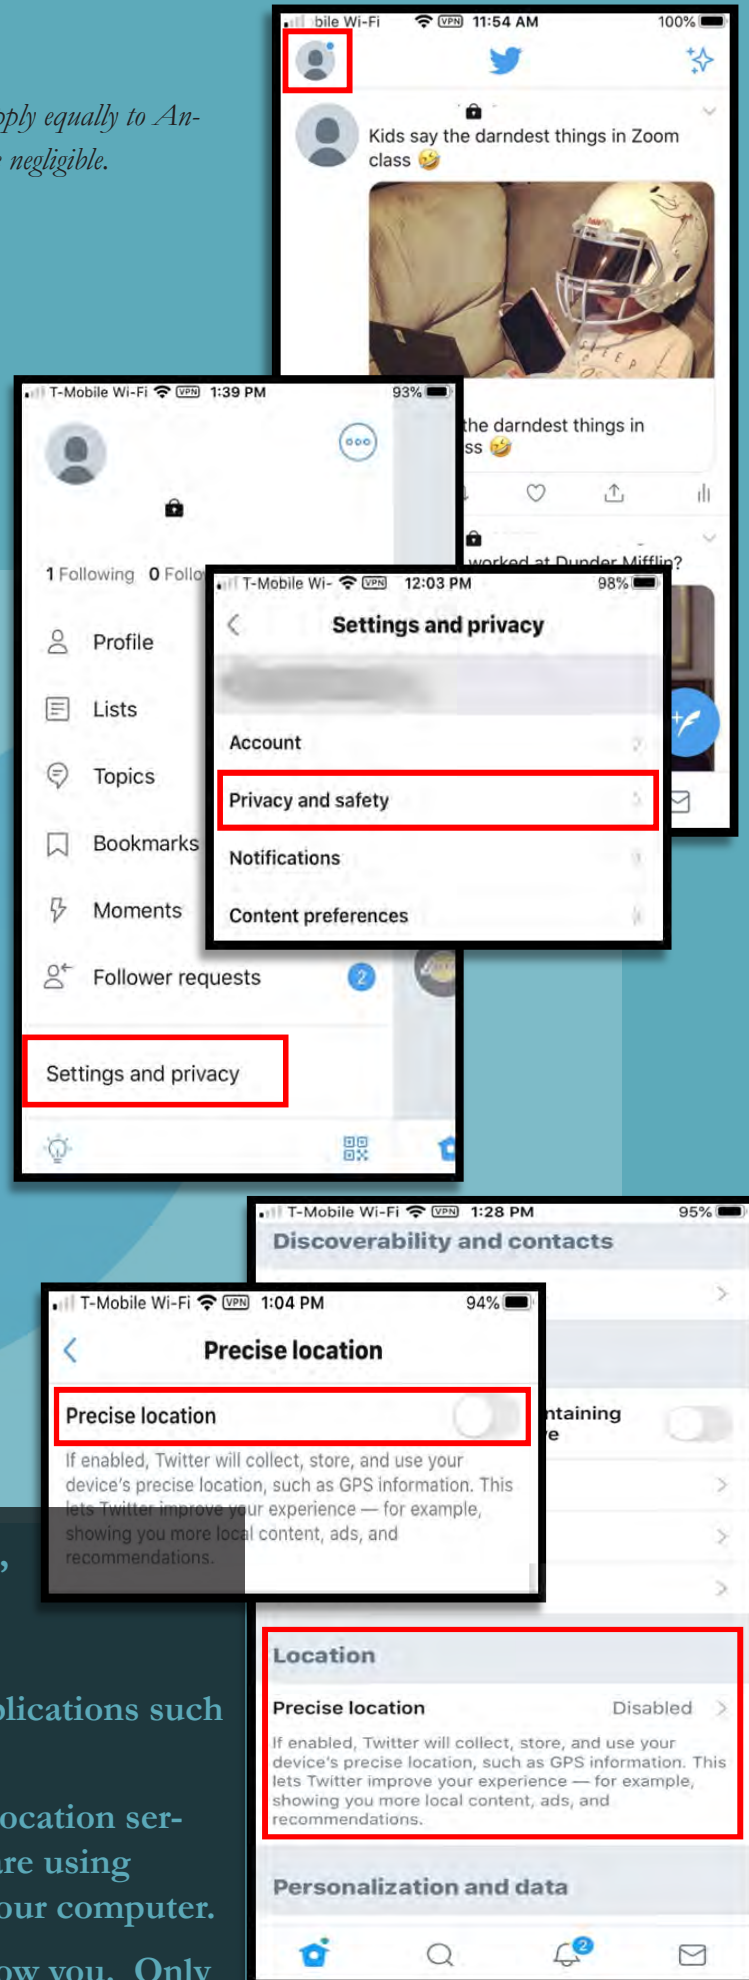 bile Wi-Fi VPN 11:54 AM 100%
pply equally to An-
negligible.
Kids say the darndest things in Zoom
class 🤣
SLEEP
the darndest things in
ss 🤣
worked at Dunder Mifflin?
T-Mobile Wi-Fi VPN 1:39 PM 93%
1 Following 0 Follo
Profile
Lists
Topics
Bookmarks
Moments
Follower requests 2
Settings and privacy
T-Mobile Wi- VPN 12:03 PM 98%
Settings and privacy
Account
Privacy and safety
Notifications
Content preferences
T-Mobile Wi-Fi VPN 1:28 PM 95%
Discoverability and contacts
ntaining
e
Location
Precise location Disabled
If enabled, Twitter will collect, store, and use your
device's precise location, such as GPS information. This
lets Twitter improve your experience — for example,
showing you more local content, ads, and
recommendations.
Personalization and data
2
T-Mobile Wi-Fi VPN 1:04 PM 94%
Precise location
Precise location
If enabled, Twitter will collect, store, and use your
device's precise location, such as GPS information. This
lets Twitter improve your experience — for example,
showing you more local content, ads, and
recommendations.
,
plications such
ocation ser-
are using
our computer.
ow you. Only